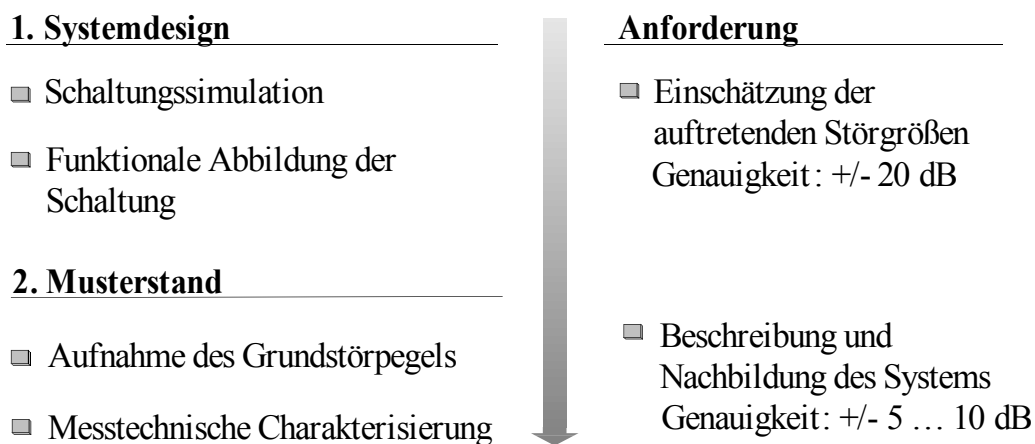 1. Systemdesign
Schaltungssimulation
Funktionale Abbildung der
Schaltung
2. Musterstand
Aufnahme des Grundstörpegels
Messtechnische Charakterisierung
Anforderung
Einschätzung der
auftretenden Störgrößen
Genauigkeit: +/- 20 dB
Beschreibung und
Nachbildung des Systems
Genauigkeit: +/- 5 … 10 dB